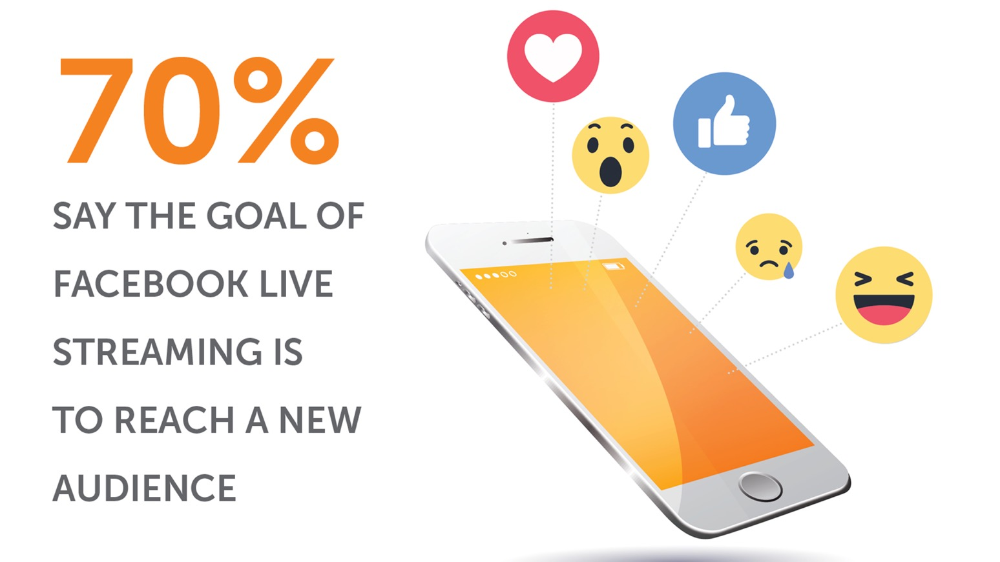 70%
SAY THE GOAL OF
FACEBOOK LIVE
STREAMING IS
TO REACH A NEW
AUDIENCE